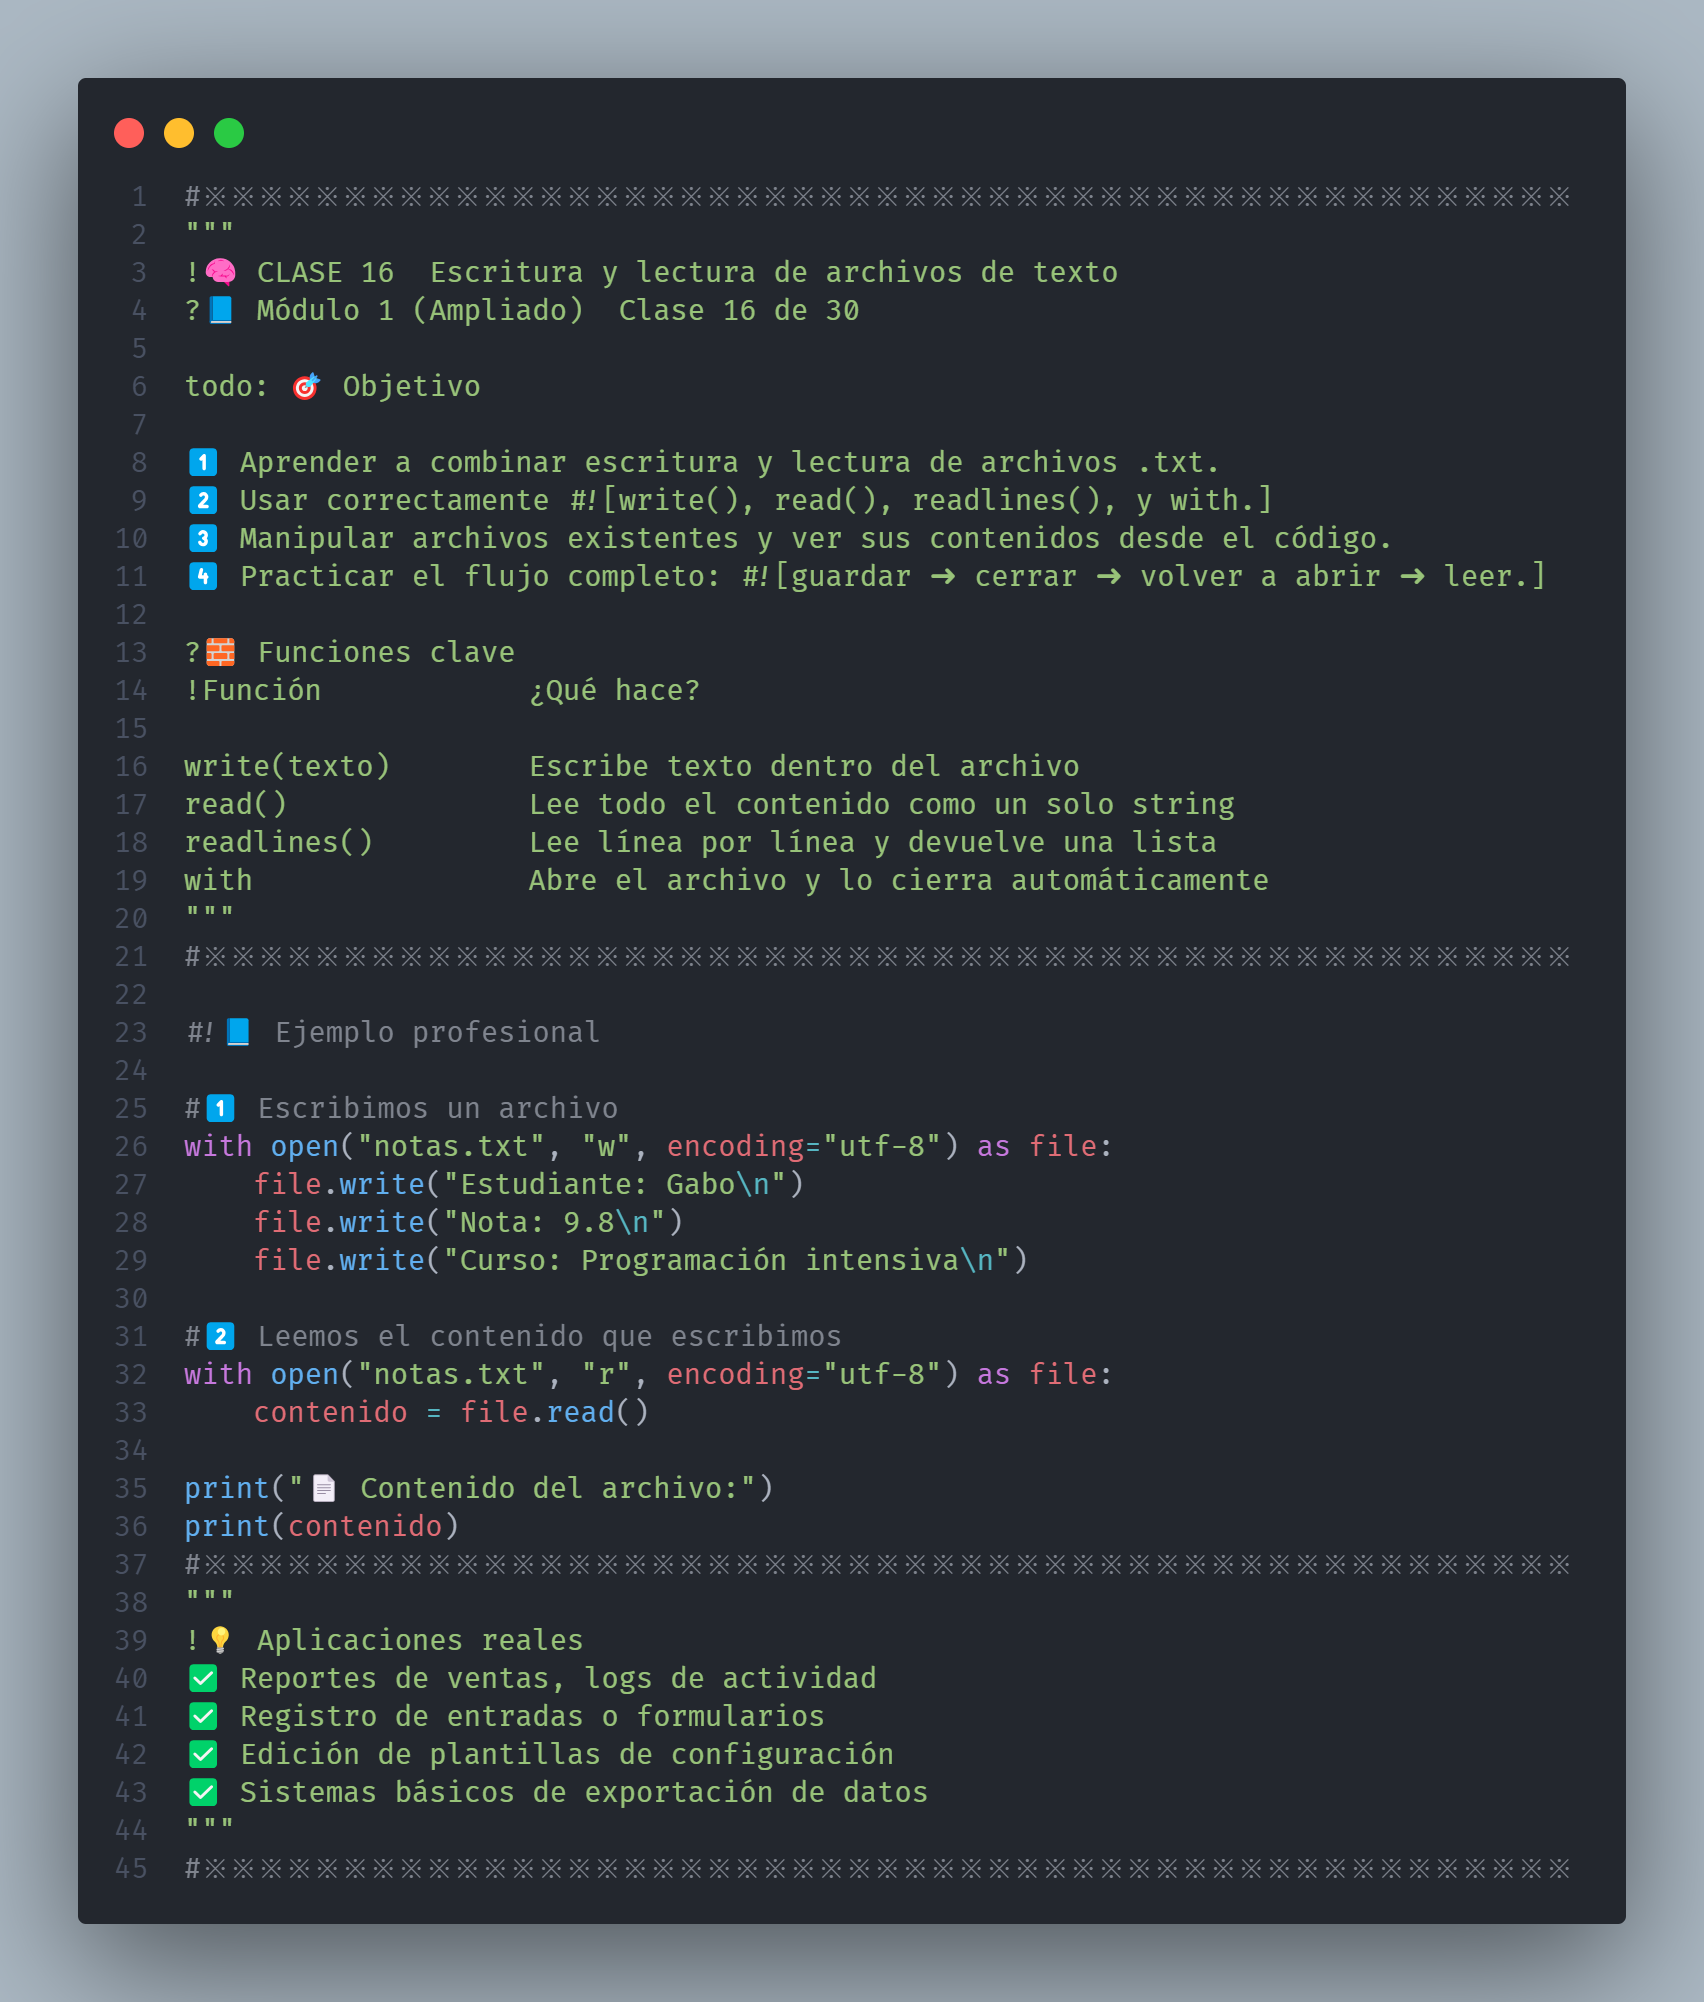 1 #※※※※※※※※※※※※※※※※※※※※※※※※※※※※※※※※※※※※※※※※※※※※※※※※※
2 """
3 !🧠 CLASE 16  Escritura y lectura de archivos de texto
4 ?📘 Módulo 1 (Ampliado)  Clase 16 de 30
5
6 todo: 🎯 Objetivo
7
8 1️⃣ Aprender a combinar escritura y lectura de archivos .txt.
9 2️⃣ Usar correctamente #![write(), read(), readlines(), y with.]
10 3️⃣ Manipular archivos existentes y ver sus contenidos desde el código.
11 4️⃣ Practicar el flujo completo: #![guardar ➜ cerrar ➜ volver a abrir ➜ leer.]
12
13 ?🧱 Funciones clave
14 !Función            ¿Qué hace?
15
16 write(texto)        Escribe texto dentro del archivo
17 read()              Lee todo el contenido como un solo string
18 readlines()         Lee línea por línea y devuelve una lista
19 with                Abre el archivo y lo cierra automáticamente
20 """
21 #※※※※※※※※※※※※※※※※※※※※※※※※※※※※※※※※※※※※※※※※※※※※※※※※※
22
23 #!📘 Ejemplo profesional
24
25 #1️⃣ Escribimos un archivo
26 with open("notas.txt", "w", encoding="utf-8") as file:
27     file.write("Estudiante: Gabo\n")
28     file.write("Nota: 9.8\n")
29     file.write("Curso: Programación intensiva\n")
30
31 #2️⃣ Leemos el contenido que escribimos
32 with open("notas.txt", "r", encoding="utf-8") as file:
33     contenido = file.read()
34
35 print("📄 Contenido del archivo:")
36 print(contenido)
37 #※※※※※※※※※※※※※※※※※※※※※※※※※※※※※※※※※※※※※※※※※※※※※※※※※
38 """
39 !💡 Aplicaciones reales
40 ✅ Reportes de ventas, logs de actividad
41 ✅ Registro de entradas o formularios
42 ✅ Edición de plantillas de configuración
43 ✅ Sistemas básicos de exportación de datos
44 """
45 #※※※※※※※※※※※※※※※※※※※※※※※※※※※※※※※※※※※※※※※※※※※※※※※※※